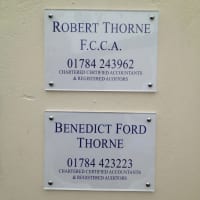 ROBERT THORNE
F.C.C.A.
01784 243962
CHARTERED CERTIFIED ACCOUNTANTS
& REGISTERED AUDITORS
BENEDICT FORD
THORNE
01784 423223
CHARTERED CERTIFIED ACCOUNTANTS
& REGISTERED AUDITORS